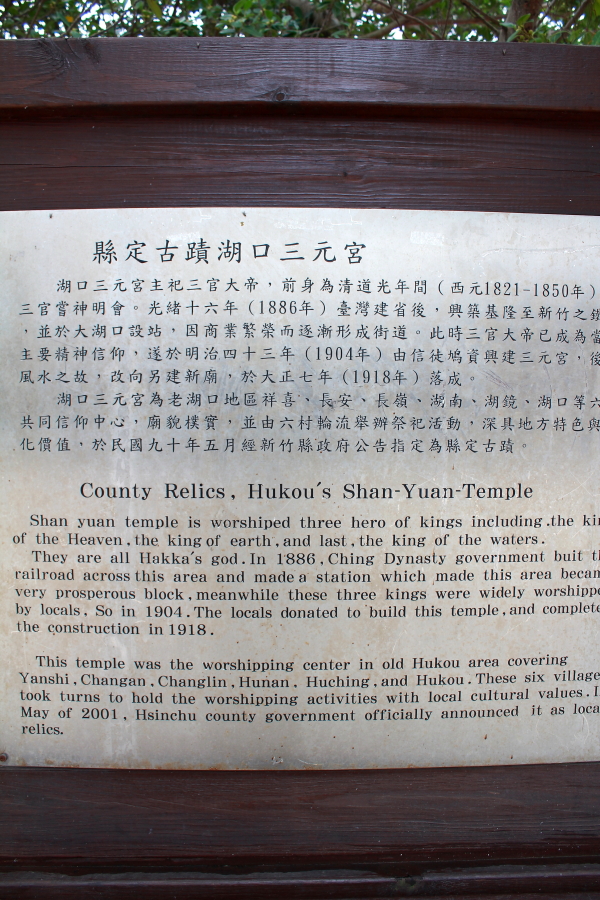 縣定古蹟湖口三元宮
湖口三元宮主祀三官大帝，前身為清道光年間（西元1821-1850年）
三官嘗神明會。光緒十六年（1886年）臺灣建省後，興築基隆至新竹之鐵
，並於大湖口設站，因商業繁榮而逐漸形成街道。此時三官大帝已成為當
主要精神信仰，遂於明治四十三年（1904年）由信徒鳩資興建三元宮，後
風水之故，改向另建新廟，於大正七年（1918年）落成。
湖口三元宮為老湖口地區祥喜、長安、長嶺、湖南、湖鏡、湖口等六
共同信仰中心，廟貌樸實，並由六村輪流舉辦祭祀活動，深具地方特色與
化價值，於民國九十年五月經新竹縣政府公告指定為縣定古蹟。
County Relics, Hukou's Shan-Yuan-Temple
Shan yuan temple is worshiped three hero of kings including.the kin
of the Heaven,the king of earth,and last,the king of the waters.
They are all Hakka's god.In 1886,Ching Dynasty government buit th
railroad across this area and made a station which made this area becam
very prosperous block,meanwhile these three kings were widely worshippe
by locals, So in 1904.The locals donated to build this temple,and complete
the construction in 1918.
This temple was the worshipping center in old Hukou area covering
Yanshi,Changan,Changlin,Hunan, Huching,and Hukou.These six village
took turns to hold the worshipping activities with local cultural values.I
May of 2001, Hsinchu county government officially announced it as loca
relics.